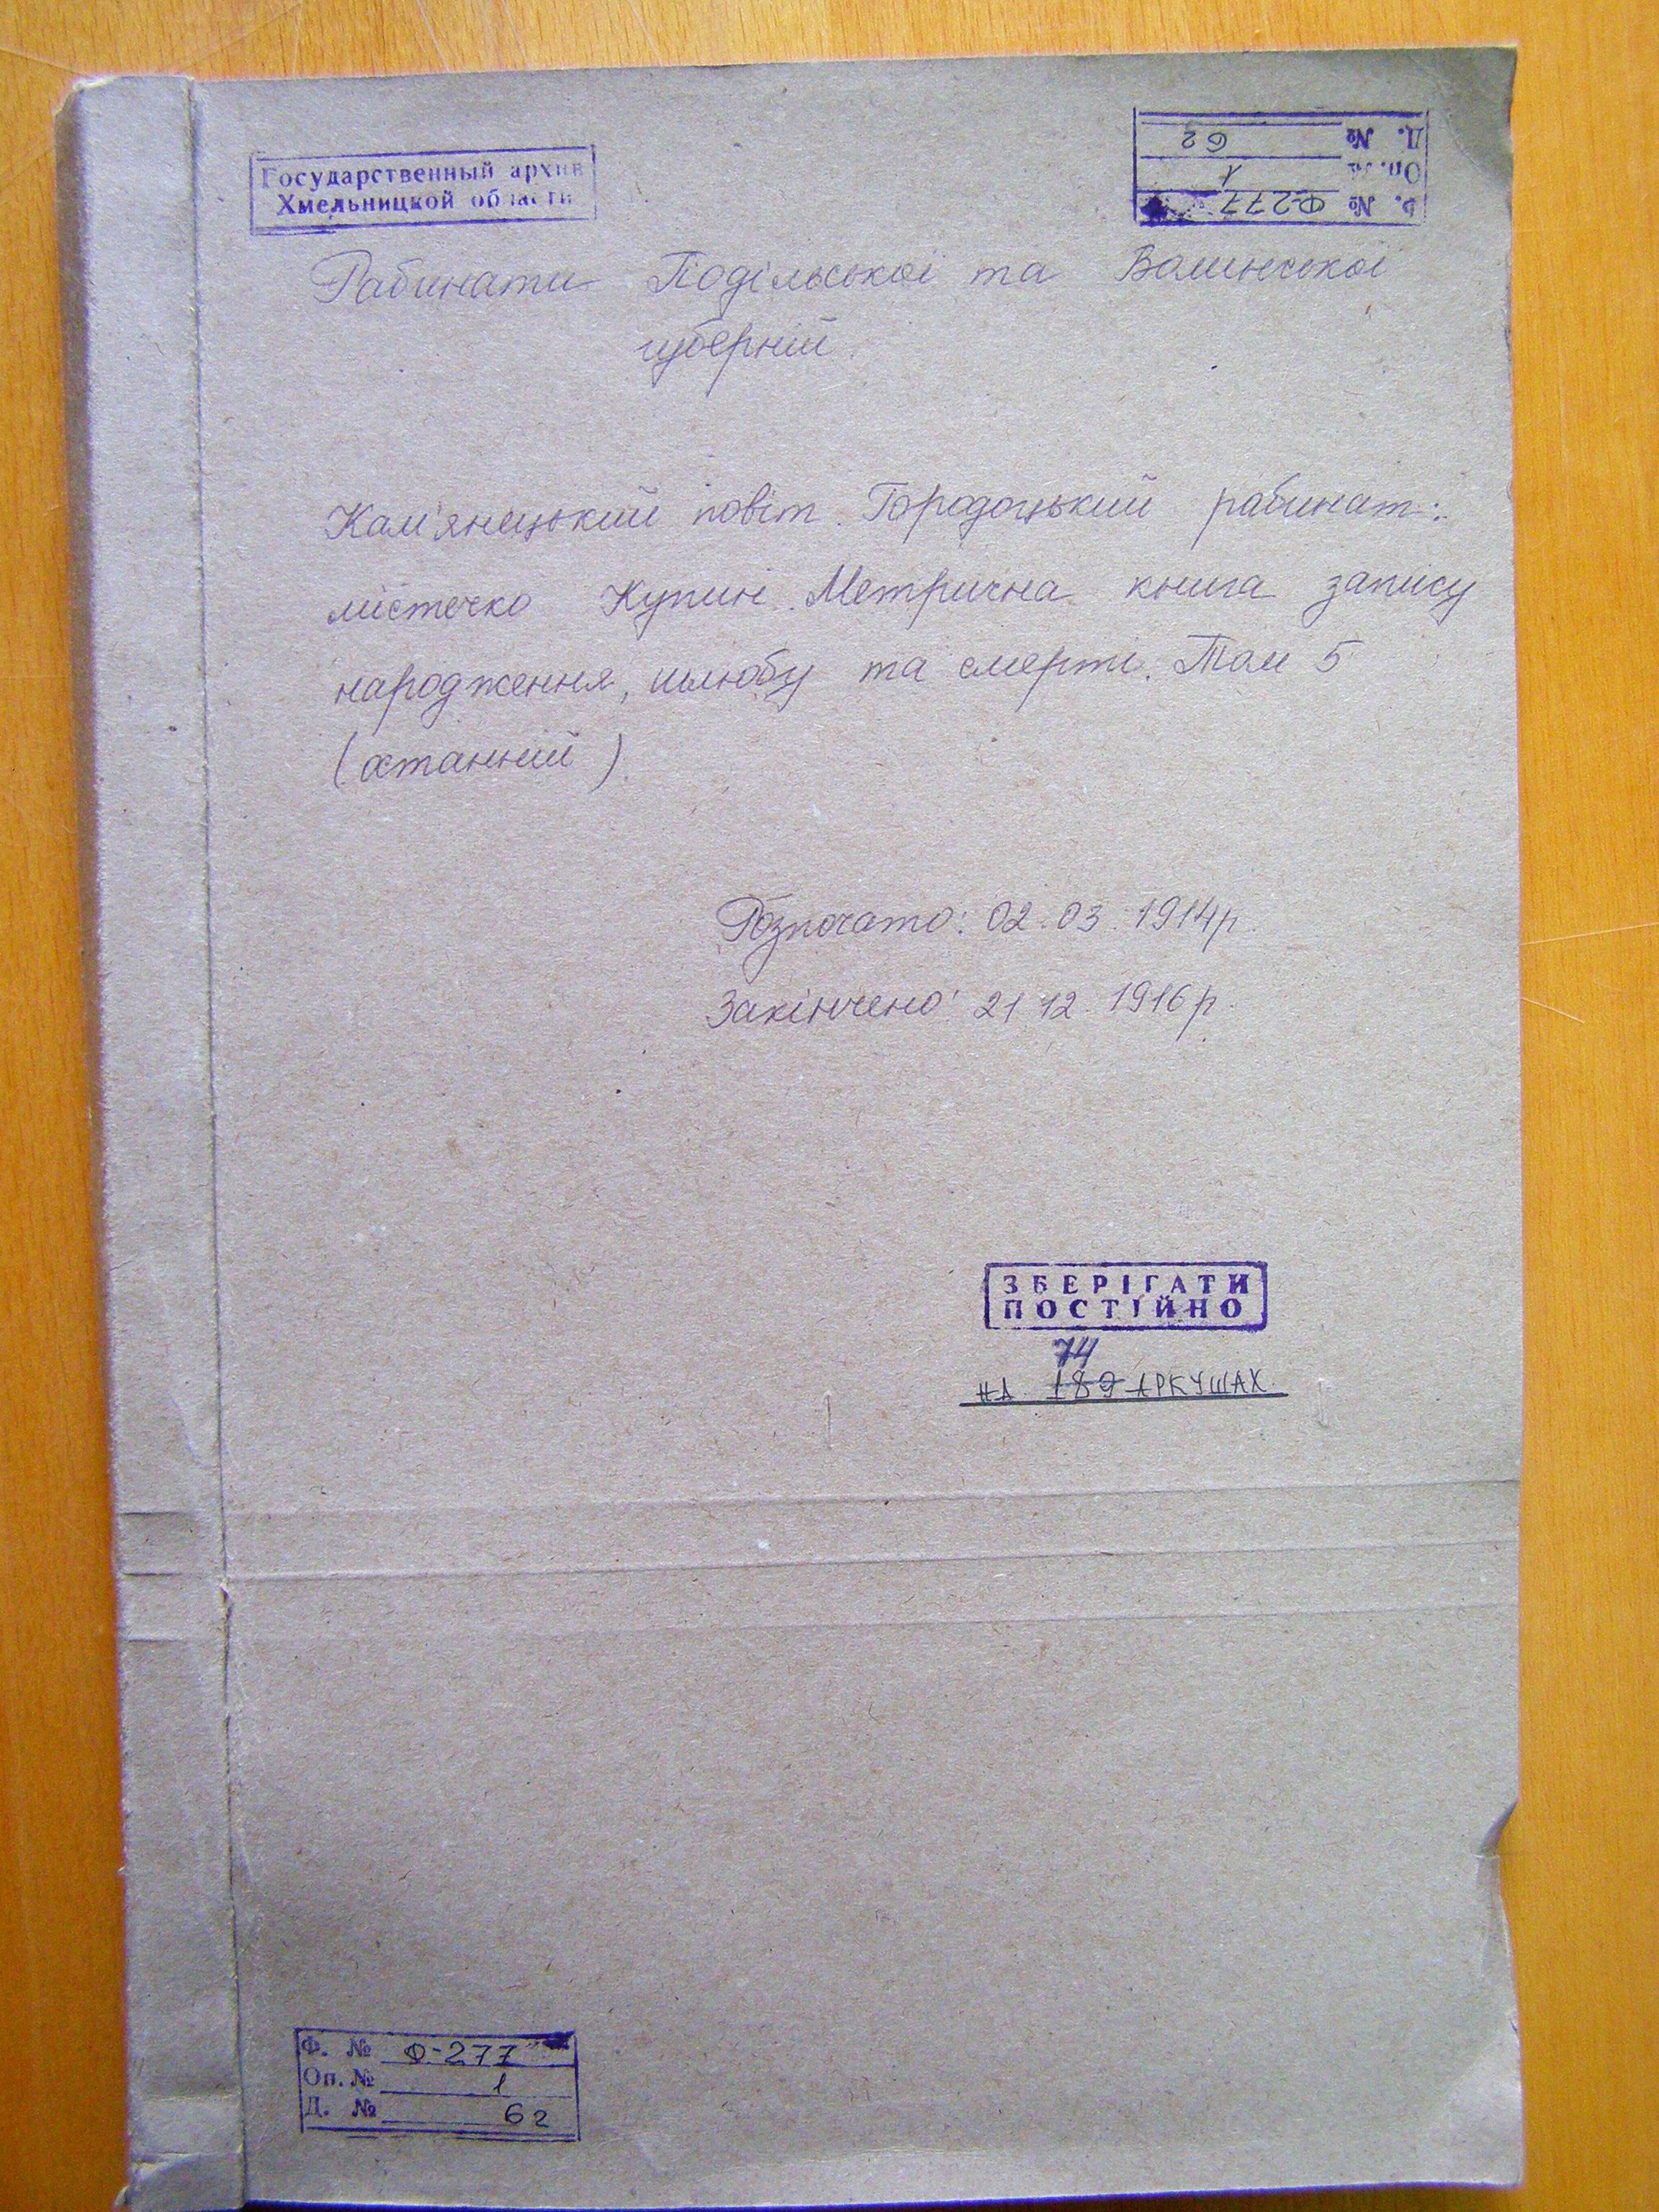 Государственный архив
Хмельницкой области
Д. № 62
Оп. № 1
Ф. № Ф-277
Рабинати Подільської та Волинської
губерній.
Кам'янецький повіт. Городоцький рабинат:
містечко Купин. Метрична книга запису
народження, шлюбу та смерті. Том 5
(останній)
Розпочато: 02.03.1914р.
Закінчено: 21.12.1916р.
ЗБЕРІГАТИ
ПОСТІЙНО
74
НА 189 АРКУШАХ
Ф. № Ф-277
Оп. № 1
Д. № 62